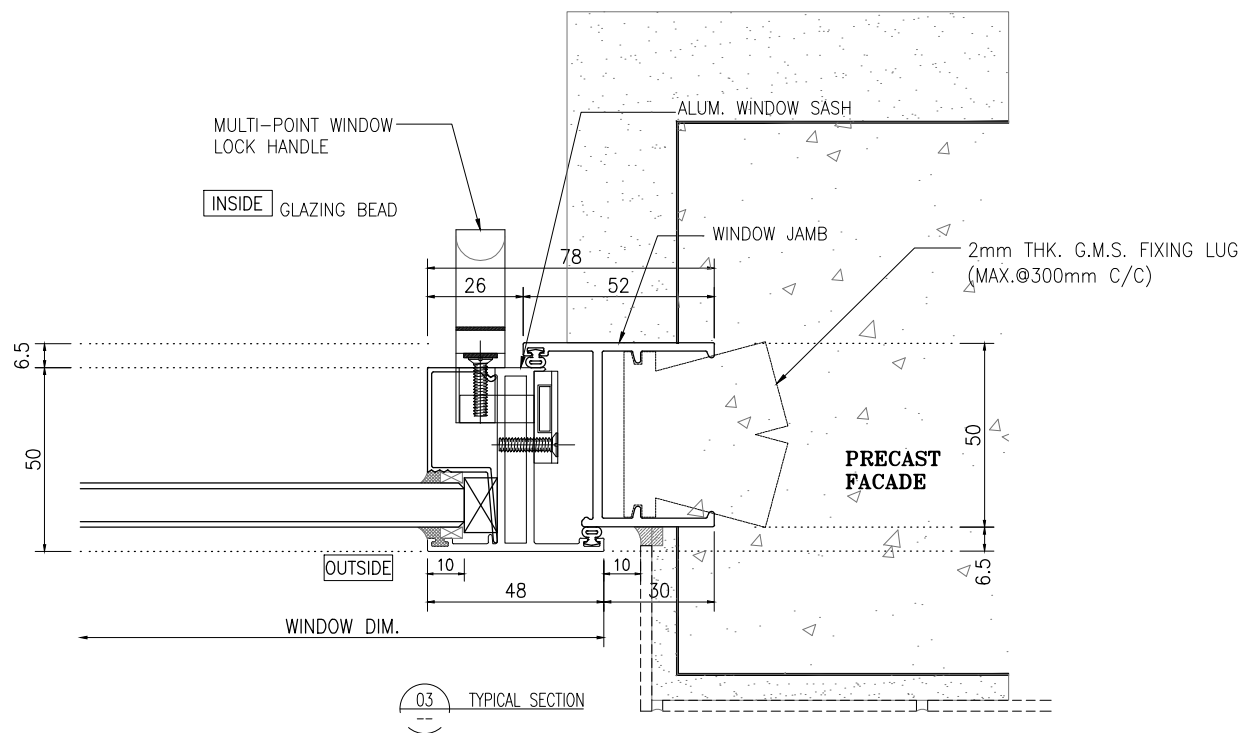 ALUM. WINDOW SASH
MULTI-POINT WINDOW
LOCK HANDLE
INSIDE
GLAZING BEAD
WINDOW JAMB
2mm THK. G.M.S. FIXING LUG
(MAX.@300mm C/C)
78
26
52
6.5
50
50
6.5
PRECAST
FACADE
OUTSIDE
10
10
48
30
WINDOW DIM.
03
TYPICAL SECTION
--